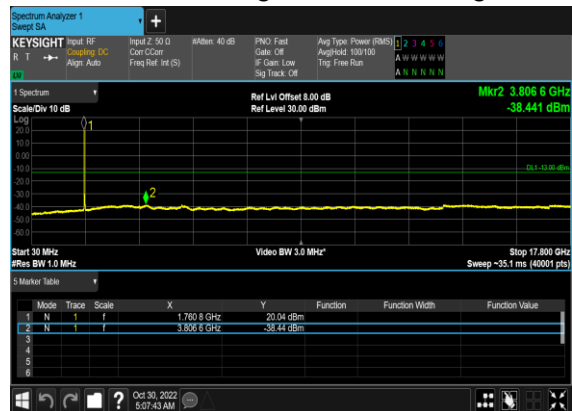 Spectrum Analyzer 1
Swept SA
+
KEYSIGHT Input: RF Input Z: 50 Ω #Atten: 40 dB PNO: Fast Avg Type: Power (RMS) 1 2 3 4 5 6
R T Coupling: DC Corr CCorr Gate: Off Avg|Hold: 100/100 A W W W W W
Align: Auto Freq Ref: Int (S) IF Gain: Low Trig: Free Run
LW Sig Track: Off A N N N N N
1 Spectrum Ref Lvl Offset 8.00 dB Mkr2 3.806 6 GHz
Scale/Div 10 dB Ref Level 30.00 dBm -38.441 dBm
Log
20.0 1
10.0
0.00
-10.0 DL1 -13.00 dBm
-20.0
-30.0 2
-40.0
-50.0
-60.0
Start 30 MHz Video BW 3.0 MHz* Stop 17.800 GHz
#Res BW 1.0 MHz Sweep ~35.1 ms (40001 pts)
5 Marker Table
Mode Trace Scale X Y Function Function Width Function Value
1 N 1 f 1.760 8 GHz 20.04 dBm
2 N 1 f 3.806 6 GHz -38.44 dBm
3
4
5
6
? Oct 30, 2022
5:07:43 AM